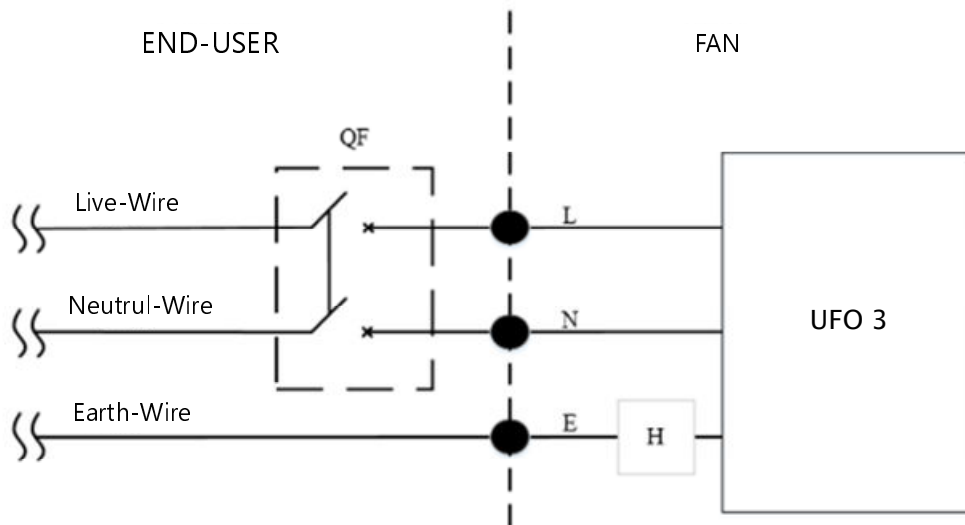 END-USER
FAN
QF
Live-Wire
L
Neutrul-Wire
N
UFO 3
Earth-Wire
E
H